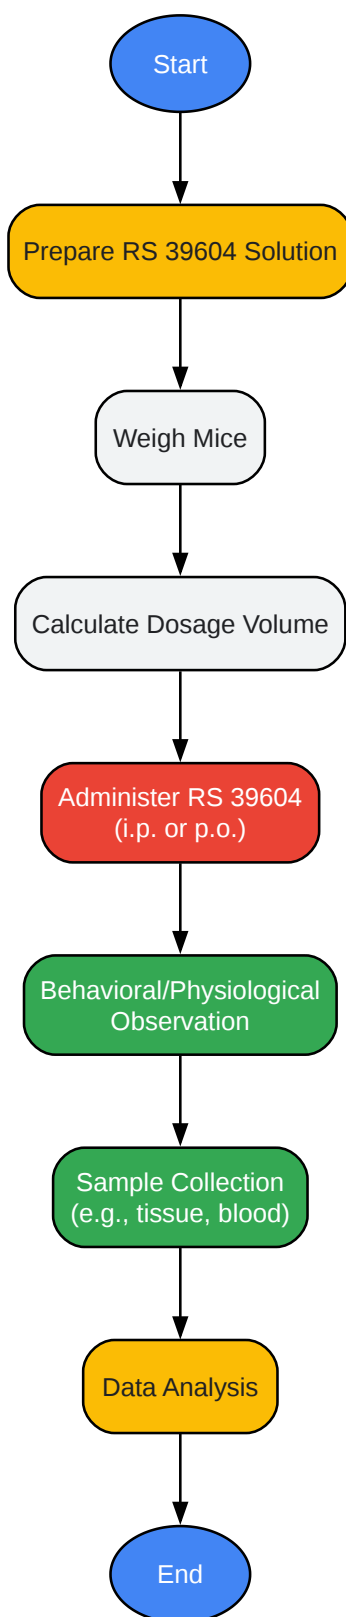 Start
Prepare RS 39604 Solution
Weigh Mice
Calculate Dosage Volume
Administer RS 39604
(i.p. or p.o.)
Behavioral/Physiological
Observation
Sample Collection
(e.g., tissue, blood)
Data Analysis
End